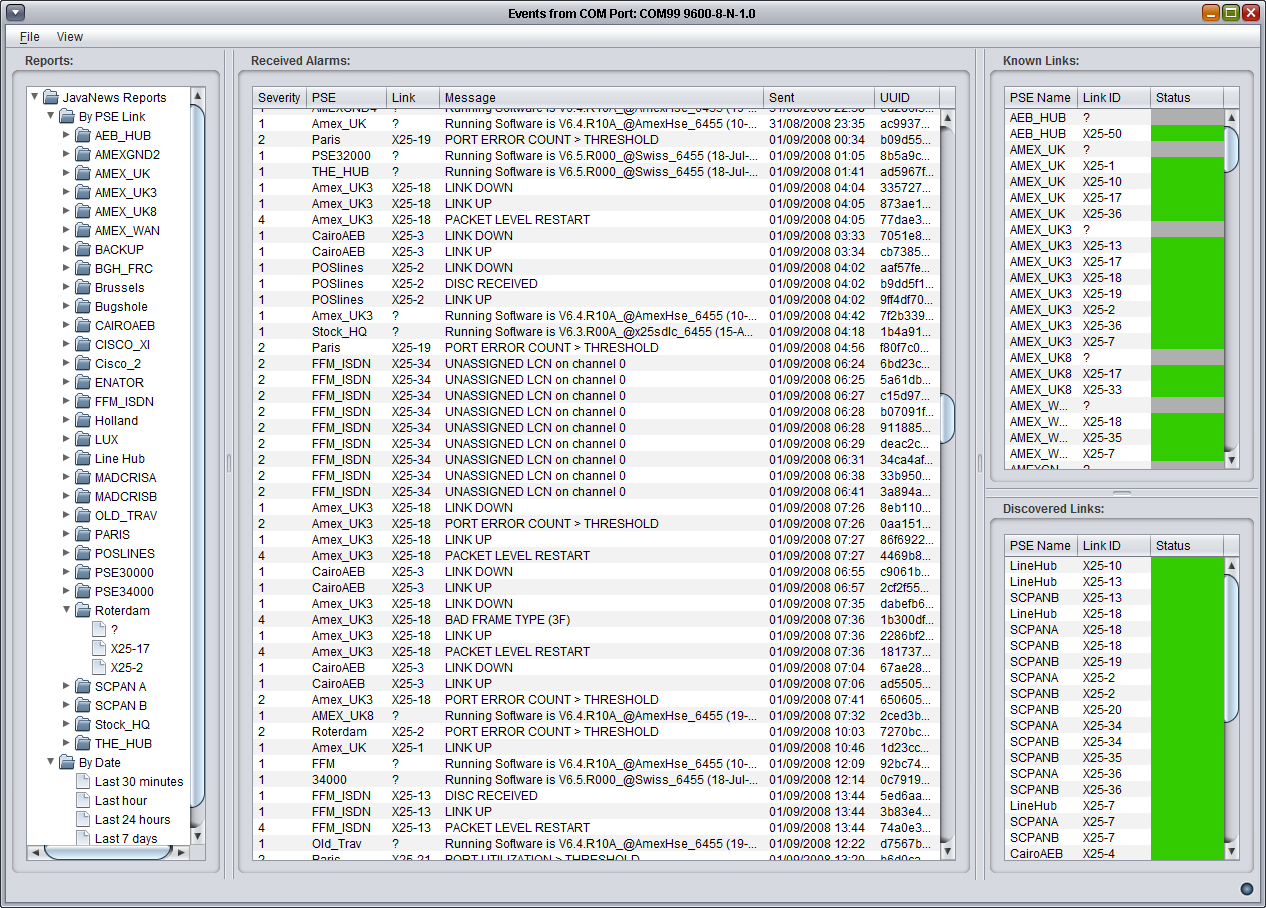 Events from COM Port: COM99 9600-8-N-1.0
File View
Reports:
JavaNews Reports
By PSE Link
AEB_HUB
AMEXGND2
AMEX_UK
AMEX_UK3
AMEX_UK8
AMEX_WAN
BACKUP
BGH_FRC
Brussels
Bugshole
CAIROAEB
CISCO_XI
Cisco_2
ENATOR
FFM_ISDN
Holland
LUX
Line Hub
MADCRISA
MADCRISB
OLD_TRAV
PARIS
POSLINES
PSE30000
PSE34000
Roterdam
?
X25-17
X25-2
SCPAN A
SCPAN B
Stock_HQ
THE_HUB
By Date
Last 30 minutes
Last hour
Last 24 hours
Last 7 days
Received Alarms:
Severity PSE Link Message Sent UUID
1 Amex_UK ? Running Software is V6.4.R10A_@AmexHse_6455 (10-... 31/08/2008 23:35 ac9937...
2 Paris X25-19 PORT ERROR COUNT > THRESHOLD 01/09/2008 00:34 b09d55...
1 PSE32000 ? Running Software is V6.5.R000_@Swiss_6455 (18-Jul-... 01/09/2008 01:05 8b5a9c...
1 THE_HUB ? Running Software is V6.5.R000_@Swiss_6455 (18-Jul-... 01/09/2008 01:41 ad5967f...
1 Amex_UK3 X25-18 LINK DOWN 01/09/2008 04:04 335727...
1 Amex_UK3 X25-18 LINK UP 01/09/2008 04:05 873ae1...
4 Amex_UK3 X25-18 PACKET LEVEL RESTART 01/09/2008 04:05 77dae3...
1 CairoAEB X25-3 LINK DOWN 01/09/2008 03:33 7051e8...
1 CairoAEB X25-3 LINK UP 01/09/2008 03:34 cb7385...
1 POSlines X25-2 LINK DOWN 01/09/2008 04:02 aaf57fe...
1 POSlines X25-2 DISC RECEIVED 01/09/2008 04:02 b9dd5f1...
1 POSlines X25-2 LINK UP 01/09/2008 04:02 9ff4df70...
1 Amex_UK3 ? Running Software is V6.4.R10A_@AmexHse_6455 (10-... 01/09/2008 04:42 7f2b339...
1 Stock_HQ ? Running Software is V6.3.R00A_@x25sdlc_6455 (15-A... 01/09/2008 04:18 1b4a91...
2 Paris X25-19 PORT ERROR COUNT > THRESHOLD 01/09/2008 04:56 f80f7c0...
2 FFM_ISDN X25-34 UNASSIGNED LCN on channel 0 01/09/2008 06:24 6bd23c...
2 FFM_ISDN X25-34 UNASSIGNED LCN on channel 0 01/09/2008 06:25 5a61db...
2 FFM_ISDN X25-34 UNASSIGNED LCN on channel 0 01/09/2008 06:27 c15d97...
2 FFM_ISDN X25-34 UNASSIGNED LCN on channel 0 01/09/2008 06:28 b07091f...
2 FFM_ISDN X25-34 UNASSIGNED LCN on channel 0 01/09/2008 06:28 911885...
2 FFM_ISDN X25-34 UNASSIGNED LCN on channel 0 01/09/2008 06:29 deac2c...
2 FFM_ISDN X25-34 UNASSIGNED LCN on channel 0 01/09/2008 06:31 34ca4af...
2 FFM_ISDN X25-34 UNASSIGNED LCN on channel 0 01/09/2008 06:38 33b950...
2 FFM_ISDN X25-34 UNASSIGNED LCN on channel 0 01/09/2008 06:41 3a894a...
1 Amex_UK3 X25-18 LINK DOWN 01/09/2008 07:26 8eb110...
2 Amex_UK3 X25-18 PORT ERROR COUNT > THRESHOLD 01/09/2008 07:26 0aa151...
1 Amex_UK3 X25-18 LINK UP 01/09/2008 07:27 86f6922...
4 Amex_UK3 X25-18 PACKET LEVEL RESTART 01/09/2008 07:27 4469b8...
1 CairoAEB X25-3 LINK DOWN 01/09/2008 06:55 c9061b...
1 CairoAEB X25-3 LINK UP 01/09/2008 06:57 2cf2f55...
1 Amex_UK3 X25-18 LINK DOWN 01/09/2008 07:35 dabefb6...
4 Amex_UK3 X25-18 BAD FRAME TYPE (3F) 01/09/2008 07:36 1b300df...
1 Amex_UK3 X25-18 LINK UP 01/09/2008 07:36 2286bf2...
4 Amex_UK3 X25-18 PACKET LEVEL RESTART 01/09/2008 07:36 181737...
1 CairoAEB X25-3 LINK DOWN 01/09/2008 07:04 67ae28...
1 CairoAEB X25-3 LINK UP 01/09/2008 07:06 ad5505...
2 Amex_UK3 X25-18 PORT ERROR COUNT > THRESHOLD 01/09/2008 07:41 650605...
1 AMEX_UK8 ? Running Software is V6.4.R10A_@AmexHse_6455 (19-... 01/09/2008 07:32 2ced3b...
2 Roterdam X25-2 PORT ERROR COUNT > THRESHOLD 01/09/2008 10:03 7270bc...
1 Amex_UK X25-1 LINK UP 01/09/2008 10:46 1d23cc...
1 FFM ? Running Software is V6.4.R10A_@AmexHse_6455 (10-... 01/09/2008 12:09 92bc74...
1 34000 ? Running Software is V6.5.R000_@Swiss_6455 (18-Jul-... 01/09/2008 12:14 0c7919...
1 FFM_ISDN X25-13 DISC RECEIVED 01/09/2008 13:44 5ed6aa...
1 FFM_ISDN X25-13 LINK UP 01/09/2008 13:44 3b83e4...
4 FFM_ISDN X25-13 PACKET LEVEL RESTART 01/09/2008 13:44 74a0e3...
1 Old_Trav ? Running Software is V6.4.R10A_@AmexHse_6455 (19-... 01/09/2008 12:22 d7567b...
2 Paris X25-21 PORT UTILIZATION > THRESHOLD 01/09/2008 13:20
Known Links:
PSE Name Link ID Status
AEB_HUB ?
AEB_HUB X25-50
AMEX_UK ?
AMEX_UK X25-1
AMEX_UK X25-10
AMEX_UK X25-17
AMEX_UK X25-36
AMEX_UK3 ?
AMEX_UK3 X25-13
AMEX_UK3 X25-17
AMEX_UK3 X25-18
AMEX_UK3 X25-19
AMEX_UK3 X25-2
AMEX_UK3 X25-36
AMEX_UK3 X25-7
AMEX_UK8 ?
AMEX_UK8 X25-17
AMEX_UK8 X25-33
AMEX_W... ?
AMEX_W... X25-18
AMEX_W... X25-35
AMEX_W... X25-7
Discovered Links:
PSE Name Link ID Status
LineHub X25-10
LineHub X25-13
SCPANB X25-13
LineHub X25-18
SCPANA X25-18
SCPANB X25-18
SCPANB X25-19
SCPANA X25-2
SCPANB X25-2
SCPANB X25-20
SCPANA X25-34
SCPANB X25-34
SCPANB X25-35
SCPANA X25-36
SCPANB X25-36
LineHub X25-7
SCPANA X25-7
SCPANB X25-7
CairoAEB X25-4